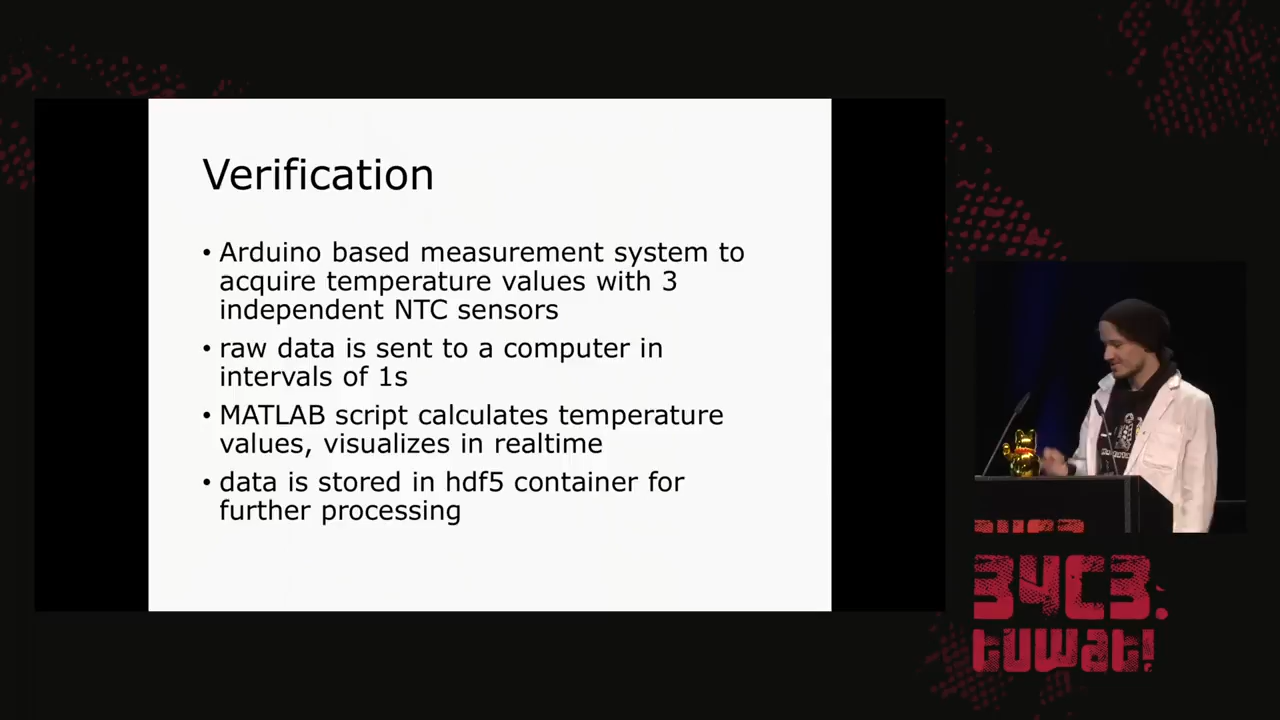 Verification
• Arduino based measurement system to
acquire temperature values with 3
independent NTC sensors
• raw data is sent to a computer in
intervals of 1s
• MATLAB script calculates temperature
values, visualizes in realtime
• data is stored in hdf5 container for
further processing
34C3.
tuwat!